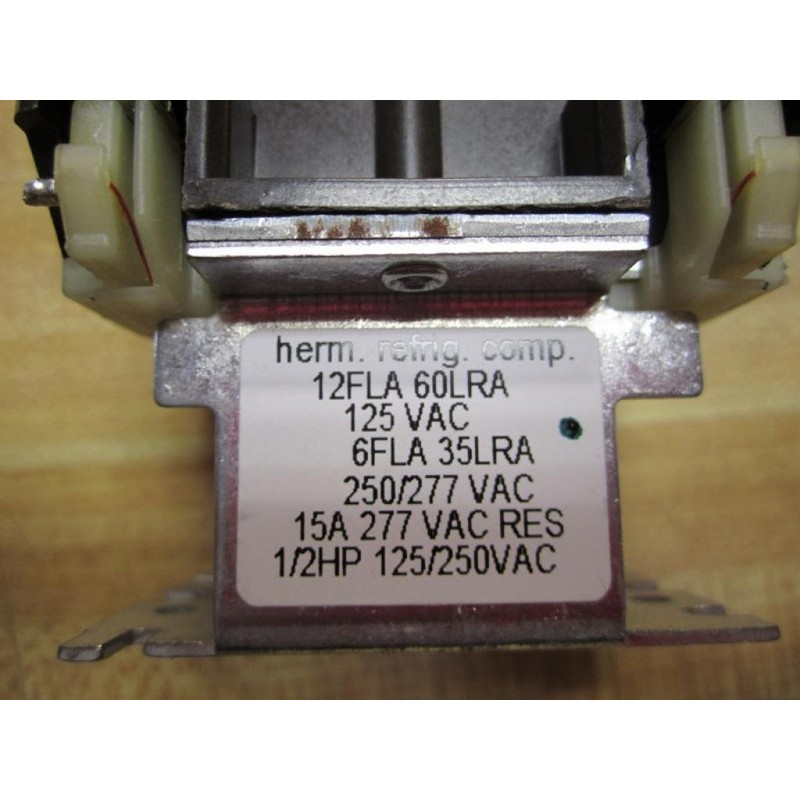 herm. refrig. comp.
12FLA 60LRA
125 VAC
6FLA 35LRA
250/277 VAC
15A 277 VAC RES
1/2HP 125/250VAC